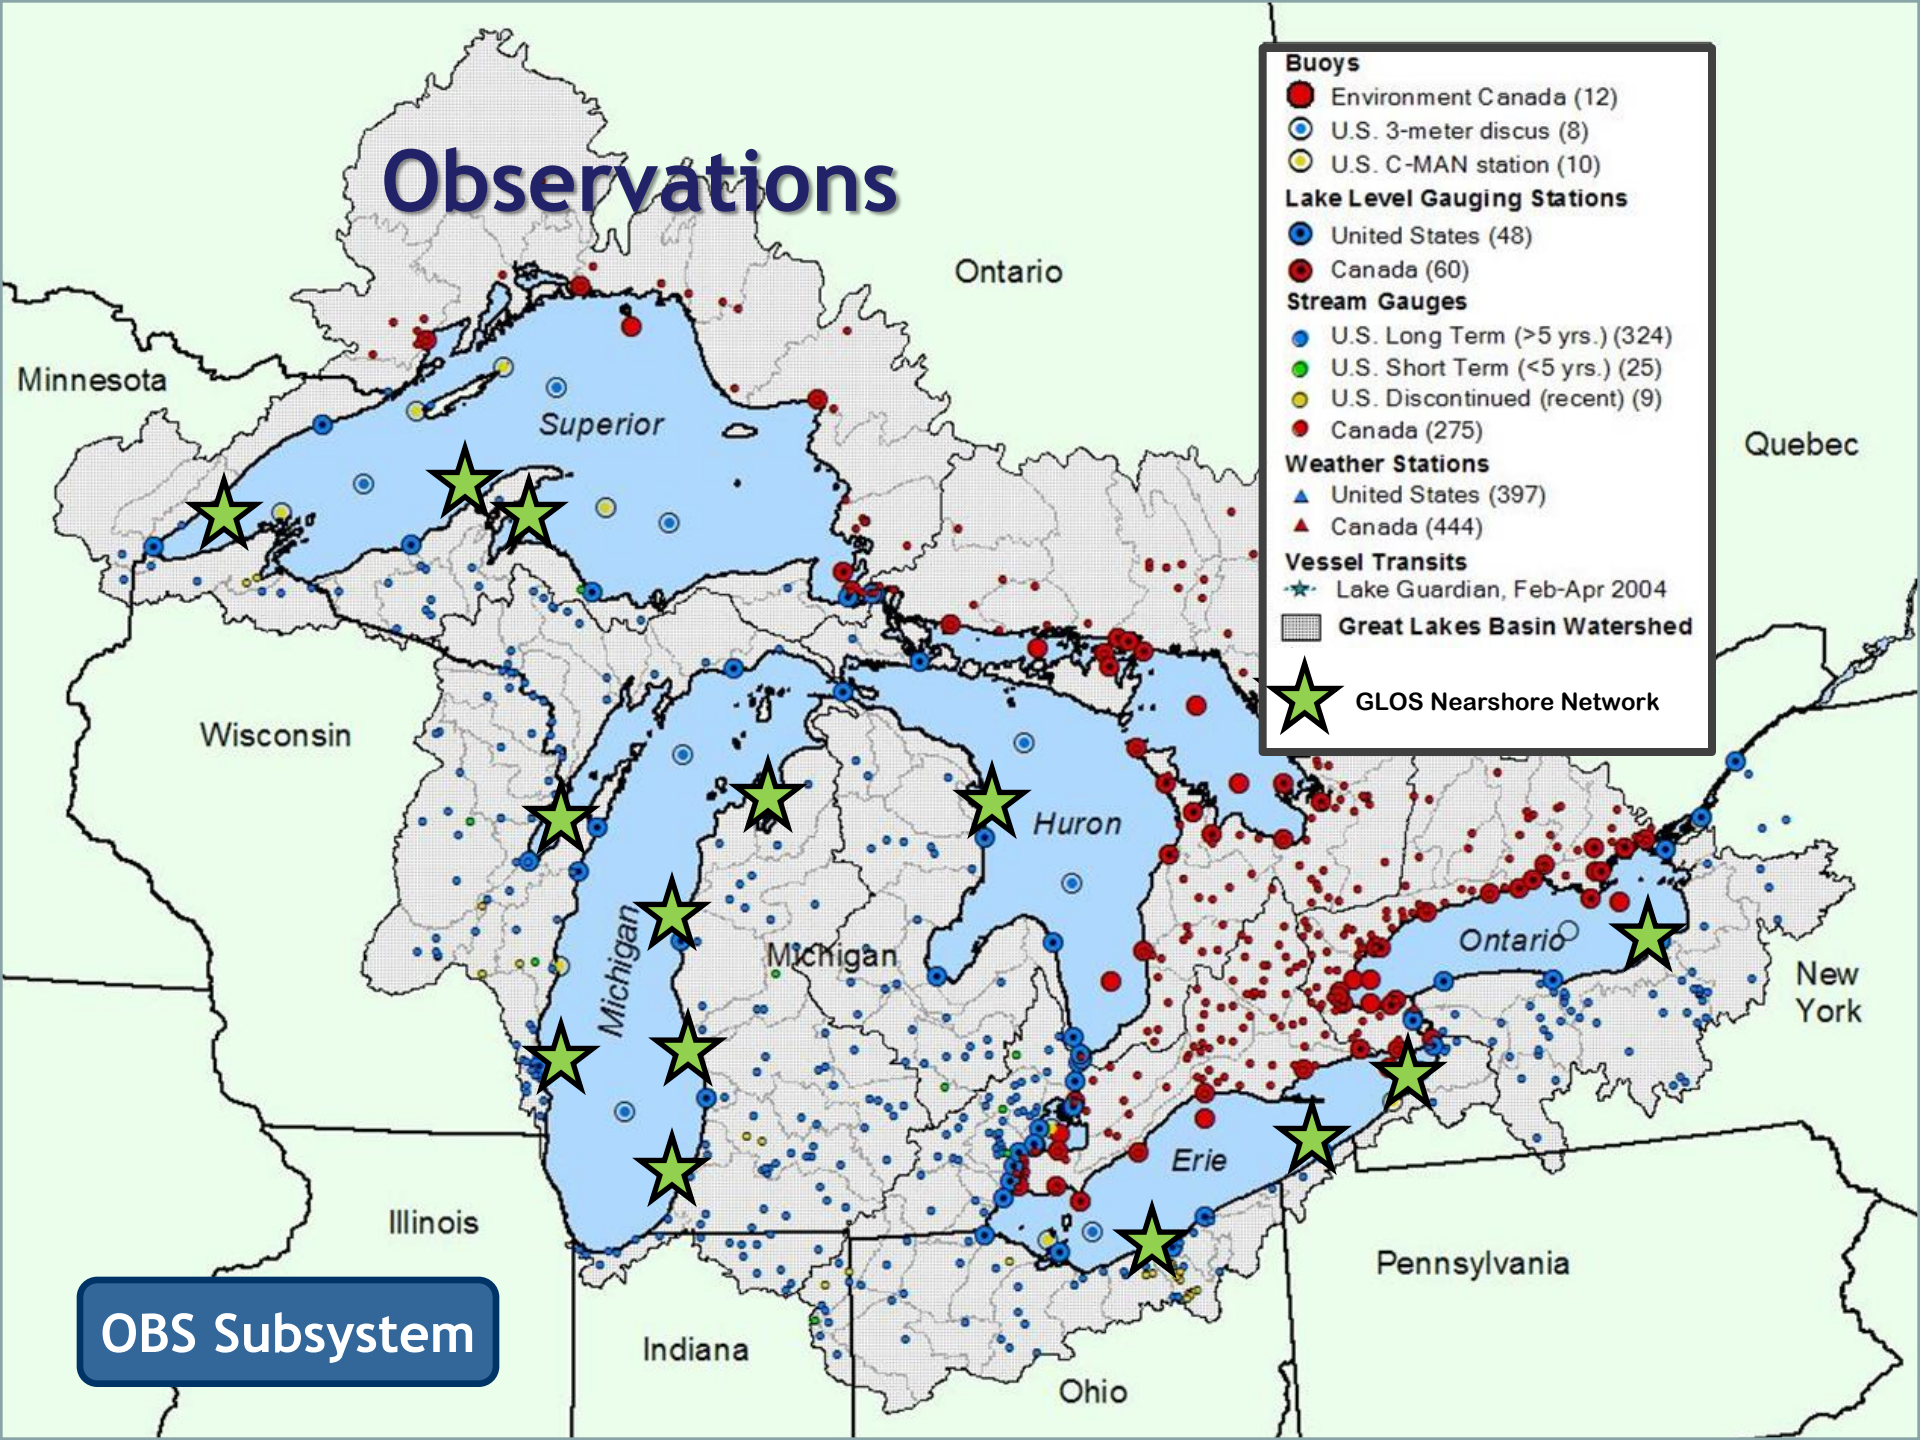 Observations
Buoys
Environment Canada (12)
U.S. 3-meter discus (8)
U.S. C-MAN station (10)
Lake Level Gauging Stations
United States (48)
Canada (60)
Stream Gauges
U.S. Long Term (>5 yrs.) (324)
U.S. Short Term (<5 yrs.) (25)
U.S. Discontinued (recent) (9)
Canada (275)
Weather Stations
United States (397)
Canada (444)
Vessel Transits
Lake Guardian, Feb-Apr 2004
Great Lakes Basin Watershed
GLOS Nearshore Network
Ontario
Minnesota
Superior
Quebec
Wisconsin
Huron
Michigan
Michigan
Ontario
New
York
Erie
Illinois
Pennsylvania
OBS Subsystem
Indiana
Ohio